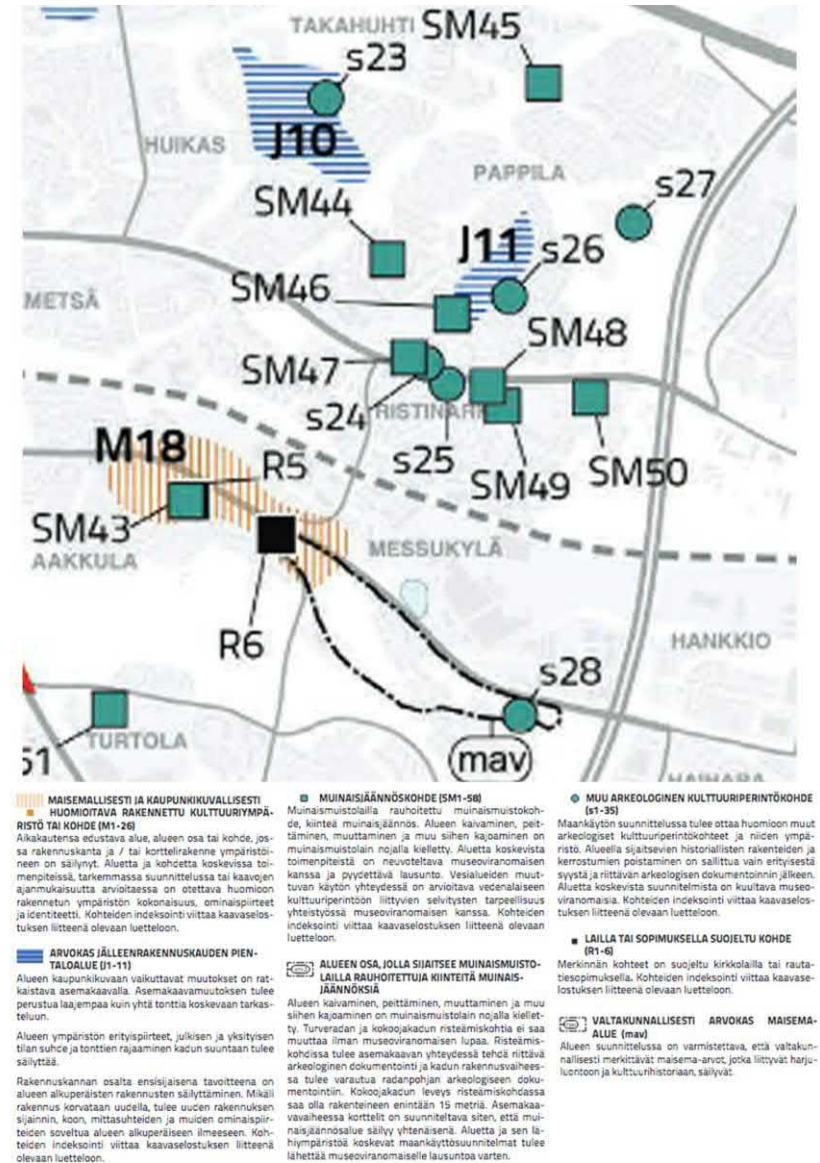 TAKAHUHTI
SM45
s23
HUIKAS
J10
PAPPILA
s27
SM44
J11
s26
METSÄ
SM46
SM48
SM47
s24
s25
SM49
SM50
M18
R5
SM43
AAKKULA
MESSUKYLÄ
R6
HANKKIO
s28
TURTOLA
51
mav
MAISEMALLISESTI JA KAUPUNKIKUVALLISESTI
HUOMIOITAVA RAKENNETTU KULTTUURIYMPÄ-
RISTÖ TAI KOHDE (M1-26)
Aikakautensa edustava alue, alueen osa tai kohde, jos-
sa rakennuskanta ja / tai korttelirakenne ympäristöi-
neen on säilynyt. Aluetta ja kohdetta koskevissa toi-
menpiteissä, tarkemmassa suunnittelussa tai kaavojen
ajanmukaisuutta arvioitaessa on otettava huomioon
rakennetun ympäristön kokonaisuus, ominaispiirteet
ja identiteetti. Kohteiden indeksointi viittaa kaavaselos-
tuksen liitteenä olevaan luetteloon.
ARVOKAS JÄLLEENRAKENNUSKAUDEN PIEN-
TALOALUE (J1-11)
Alueen kaupunkikuvaan vaikuttavat muutokset on rat-
kaistava asemakaavalla. Asemakaavamuutoksen tulee
perustua laajempaa kuin yhtä tonttia koskevaan tarkas-
teluun.
Alueen ympäristön erityispiirteet, julkisen ja yksityisen
tilan suhde ja tonttien rajaaminen kadun suuntaan tulee
säilyttää.
Rakennuskannan osalta ensisijaisena tavoitteena on
alueen alkuperäisten rakennusten säilyttäminen. Mikäli
rakennus korvataan uudella, tulee uuden rakennuksen
sijainnin, koon, mittasuhteiden ja muiden ominaispiir-
teiden soveltua alueen alkuperäiseen ilmeeseen. Koh-
teiden indeksointi viittaa kaavaselostuksen liitteenä
olevaan luetteloon.
MUINAISJÄÄNNÖSKOHDE (SM1-58)
Muinaismuistolailla rauhoitettu muinaismuistokoh-
de, kiinteä muinaisjäännös. Alueen kaivaminen, peit-
täminen, muuttaminen ja muu siihen kajoaminen on
muinaismuistolain nojalla kielletty. Aluetta koskevista
toimenpiteistä on neuvoteltava museoviranomaisen
kanssa ja pyydettävä lausunto. Vesialueiden muut-
tuvan käytön yhteydessä on arvioitava vedenalaiseen
kulttuuriperintöön liittyvien selvitysten tarpeellisuus
yhteistyössä museoviranomaisen kanssa. Kohteiden
indeksointi viittaa kaavaselostuksen liitteenä olevaan
luetteloon.
ALUEEN OSA, JOLLA SIJAITSEE MUINAISMUISTO-
LAILLA RAUHOITETTUJA KIINTEITÄ MUINAIS-
JÄÄNNÖKSIÄ
Alueen kaivaminen, peittäminen, muuttaminen ja muu
siihen kajoaminen on muinaismuistolain nojalla kiellet-
ty. Turveradan ja kokoojakadun risteämiskohtia ei saa
muuttaa ilman museoviranomaisen lupaa. Risteämis-
kohdissa tulee asemakaavan yhteydessä tehdä riittävä
arkeologinen dokumentointi ja kadun rakennusvaihees-
sa tulee varautua radanpohjan arkeologiseen doku-
mentointiin. Kokoojakadun leveys risteämiskohdassa
saa olla rakenteineen enintään 15 metriä. Asemakaa-
vavaiheessa korttelit on suunniteltava siten, että mui-
naisjäännösalue säilyy yhtenäisenä. Aluetta ja sen lä-
hiympäristöä koskevat maankäyttösuunnitelmat tulee
lähettää museoviranomaiselle lausuntoa varten.
MUU ARKEOLOGINEN KULTTUURIPERINTÖKOHDE
(s1-35)
Maankäytön suunnittelussa tulee ottaa huomioon muut
arkeologiset kulttuuriperintökohteet ja niiden ympä-
ristö. Alueella sijaitsevien historiallisten rakenteiden ja
kerrostumien poistaminen on sallittua vain erityisestä
syystä ja riittävän arkeologisen dokumentoinnin jälkeen.
Aluetta koskevista suunnitelmista on kuultava museo-
viranomaisia. Kohteiden indeksointi viittaa kaavaselos-
tuksen liitteenä olevaan luetteloon.
LAILLA TAI SOPIMUKSELLA SUOJELTU KOHDE
(R1-6)
Merkinnän kohteet on suojeltu kirkkolailla tai rauta-
tiesopimuksella. Kohteiden indeksointi viittaa kaavase-
lostuksen liitteenä olevaan luetteloon.
VALTAKUNNALLISESTI ARVOKAS MAISEMA-
ALUE (mav)
Alueen suunnittelussa on varmistettava, että valtakun-
nallisesti merkittävät maisema-arvot, jotka liittyvät harju-
luontoon ja kulttuurihistoriaan, säilyvät.